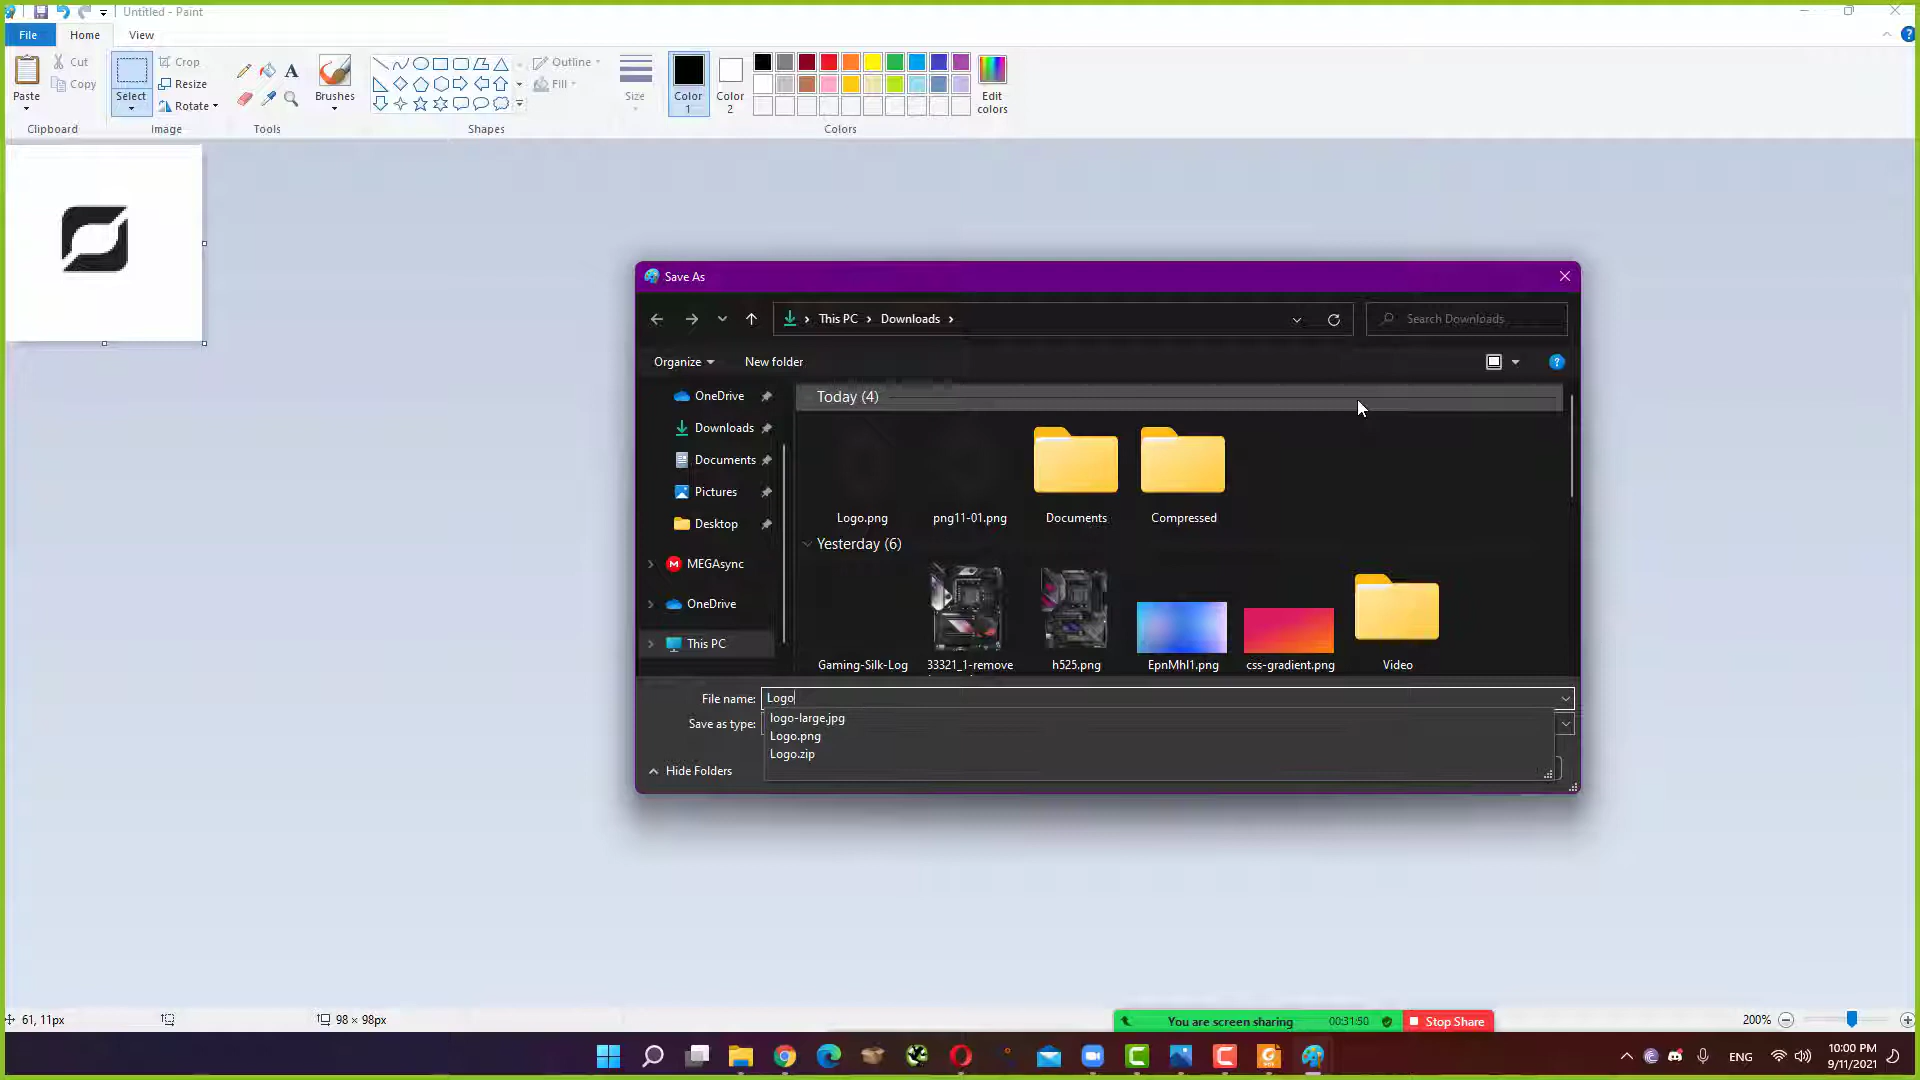 Untitled - Paint
File Home View
Paste Cut Copy Clipboard
Select Crop Resize Rotate Image
Tools
Brushes
Shapes
Outline Fill
Size
Color 1
Color 2
Edit colors
Colors
Save As
This PC Downloads
Search Downloads
Organize New folder
OneDrive
Downloads
Documents
Pictures
Desktop
MEGAsync
OneDrive
This PC
Today (4)
Logo.png png11-01.png Documents Compressed
Yesterday (6)
Gaming-Silk-Log 33321_1-remove h525.png EpnMhI1.png css-gradient.png Video
File name: Logo
Save as type:
logo-large.jpg
Logo.png
Logo.zip
Hide Folders
61, 11px 98 × 98px
You are screen sharing 00:31:50 Stop Share
200%
ENG 10:00 PM
9/11/2021